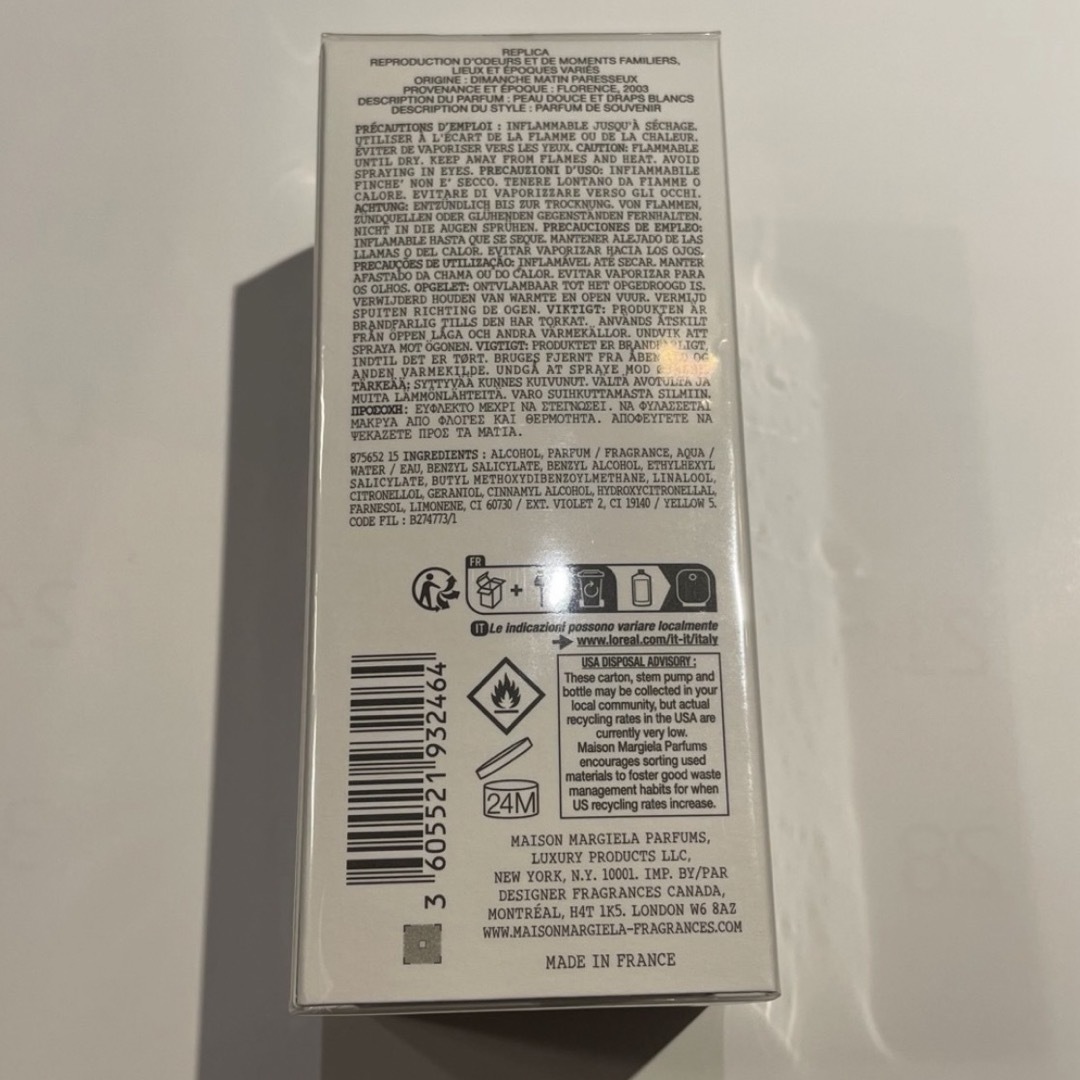 REPLICA
REPRODUCTION D'ODEURS ET DE MOMENTS FAMILIERS,
LIEUX ET ÉPOQUES VARIÉS
ORIGINE : DIMANCHE MATIN PARESSEUX
PROVENANCE ET ÉPOQUE : FLORENCE, 2003
DESCRIPTION DU PARFUM : PEAU DOUCE ET DRAPS BLANCS
DESCRIPTION DU STYLE : PARFUM DE SOUVENIR
PRÉCAUTIONS D'EMPLOI : INFLAMMABLE JUSQU'À SÉCHAGE.
UTILISER À L'ÉCART DE LA FLAMME OU DE LA CHALEUR.
ÉVITER DE VAPORISER VERS LES YEUX. CAUTION: FLAMMABLE
UNTIL DRY. KEEP AWAY FROM FLAMES AND HEAT. AVOID
SPRAYING IN EYES. PRECAUZIONI D'USO: INFIAMMABILE
FINCHE' NON E' SECCO. TENERE LONTANO DA FIAMME O
CALORE. EVITARE DI VAPORIZZARE VERSO GLI OCCHI.
ACHTUNG: ENTZÜNDLICH BIS ZUR TROCKNUNG. VON FLAMMEN,
ZÜNDQUELLEN ODER GLÜHENDEN GEGENSTÄNDEN FERNHALTEN.
NICHT IN DIE AUGEN SPRÜHEN. PRECAUCIONES DE EMPLEO:
INFLAMABLE HASTA QUE SE SEQUE. MANTENER ALEJADO DE LAS
LLAMAS O DEL CALOR. EVITAR VAPORIZAR HACIA LOS OJOS.
PRECAUÇÕES DE UTILIZAÇÃO: INFLAMÁVEL ATÉ SECAR. MANTER
AFASTADO DA CHAMA OU DO CALOR. EVITAR VAPORIZAR PARA
OS OLHOS. OPGELET: ONTVLAMBAAR TOT HET OPGEDROOGD IS.
VERWIJDERD HOUDEN VAN WARMTE EN OPEN VUUR. VERMIJD
SPUITEN RICHTING DE OGEN. VIKTIGT: PRODUKTEN ÄR
BRANDFARLIG TILLS DEN HAR TORKAT. ANVÄNDS ÅTSKILT
FRÅN ÖPPEN LÅGA OCH ANDRA VÄRMEKÄLLOR. UNDVIK ATT
SPRAYA MOT ÖGONEN. VIGTIGT: PRODUKTET ER BRANDFARLIGT,
INDTIL DET ER TØRT. BRUGES FJERNT FRA ÅBEN ILD OG
ANDEN VARMEKILDE. UNDGÅ AT SPRAYE MOD
TÄRKEÄÄ: SYTTYVÄÄ KUNNES KUIVUNUT. VÄLTÄ AVOTULTA JA
MUITA LÄMMÖNLÄHTEITÄ. VARO SUIHKUTTAMASTA SILMIIN.
ΠΡΟΣΟΧΗ: ΕΥΦΛΕΚΤΟ ΜΕΧΡΙ ΝΑ ΣΤΕΓΝΩΣΕΙ. ΝΑ ΦΥΛΑΣΣΕΤΑΙ
ΜΑΚΡΥΑ ΑΠΟ ΦΛΟΓΕΣ ΚΑΙ ΘΕΡΜΟΤΗΤΑ. ΑΠΟΦΕΥΓΕΤΕ ΝΑ
ΨΕΚΑΖΕΤΕ ΠΡΟΣ ΤΑ ΜΑΤΙΑ.
875652 15 INGREDIENTS : ALCOHOL, PARFUM / FRAGRANCE, AQUA /
WATER / EAU, BENZYL SALICYLATE, BENZYL ALCOHOL, ETHYLHEXYL
SALICYLATE, BUTYL METHOXYDIBENZOYLMETHANE, LINALOOL,
CITRONELLOL, GERANIOL, CINNAMYL ALCOHOL, HYDROXYCITRONELLAL,
FARNESOL, LIMONENE, CI 60730 / EXT. VIOLET 2, CI 19140 / YELLOW 5.
CODE FIL : B274773/1
FR
+
IT Le indicazioni possono variare localmente
www.loreal.com/it-it/italy
USA DISPOSAL ADVISORY :
These carton, stem pump and
bottle may be collected in your
local community, but actual
recycling rates in the USA are
currently very low.
Maison Margiela Parfums
encourages sorting used
materials to foster good waste
management habits for when
US recycling rates increase.
24M
3 605521 932464
MAISON MARGIELA PARFUMS,
LUXURY PRODUCTS LLC,
NEW YORK, N.Y. 10001. IMP. BY/PAR
DESIGNER FRAGRANCES CANADA,
MONTRÉAL, H4T 1K5. LONDON W6 8AZ
WWW.MAISONMARGIELA-FRAGRANCES.COM
MADE IN FRANCE